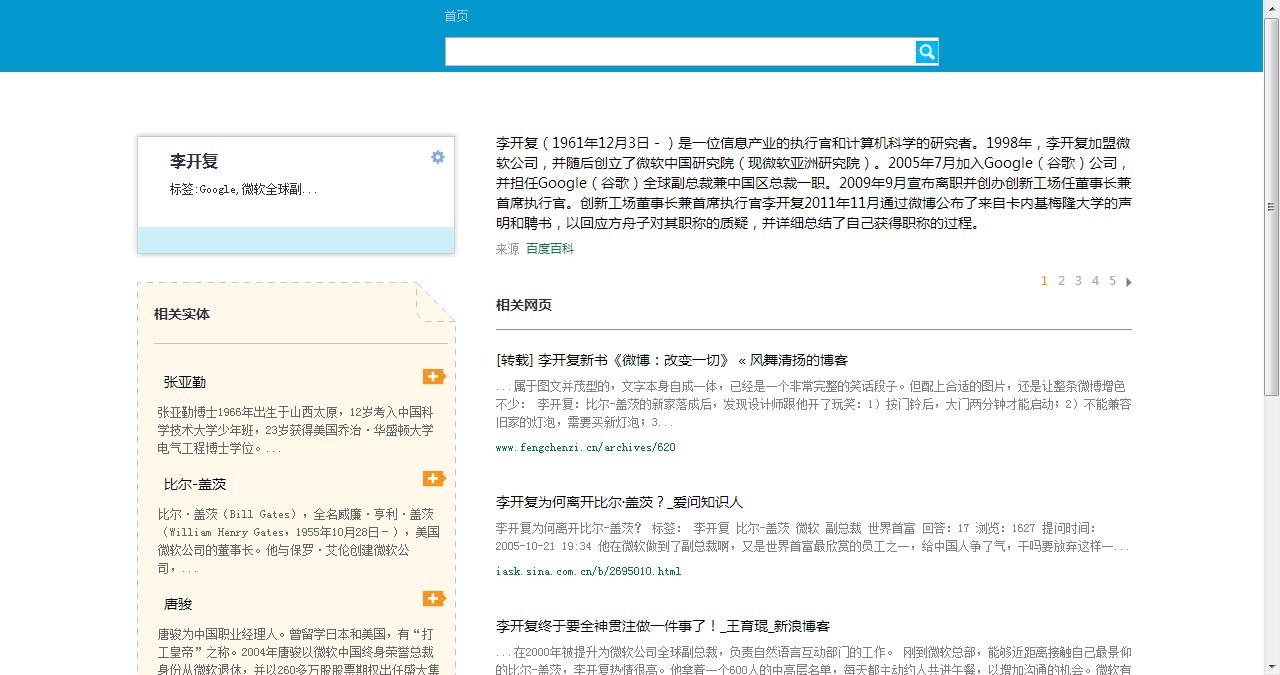 首页
李开复
标签:Google,微软全球副...
李开复（1961年12月3日－）是一位信息产业的执行官和计算机科学的研究者。1998年，李开复加盟微
软公司，并随后创立了微软中国研究院（现微软亚洲研究院）。2005年7月加入Google（谷歌）公司，
并担任Google（谷歌）全球副总裁兼中国区总裁一职。2009年9月宣布离职并创办创新工场任董事长兼
首席执行官。创新工场董事长兼首席执行官李开复2011年11月通过微博公布了来自卡内基梅隆大学的声
明和聘书，以回应方舟子对其职称的质疑，并详细总结了自己获得职称的过程。
来源 百度百科
1 2 3 4 5
相关实体
张亚勤
张亚勤博士1966年出生于山西太原，12岁考入中国科
学技术大学少年班，23岁获得美国乔治·华盛顿大学
电气工程博士学位。...
比尔-盖茨
比尔·盖茨（Bill Gates），全名威廉·亨利·盖茨
（William Henry Gates，1955年10月28日－），美国
微软公司的董事长。他与保罗·艾伦创建微软公
司，...
唐骏
唐骏为中国职业经理人。曾留学日本和美国，有“打
工皇帝”之称。2004年唐骏以微软中国终身荣誉总裁
身份从微软退休，并以260多万股股票期权出任盛大集
相关网页
[转载] 李开复新书《微博：改变一切》 « 风舞清扬的博客
...属于图文并茂型的，文字本身自成一体，已经是一个非常完整的笑话段子。但配上合适的图片，还是让整条微博增色
不少： 李开复：比尔-盖茨的新家落成后，发现设计师跟他开了玩笑：1）按门铃后，大门两分钟才能启动；2）不能兼容
旧家的灯泡，需要买新灯泡；3...
www.fengchenzi.cn/archives/620
李开复为何离开比尔·盖茨？_爱问知识人
李开复为何离开比尔-盖茨？ 标签： 李开复 比尔-盖茨 微软 副总裁 世界首富 回答：17 浏览：1627 提问时间：
2005-10-21 19:34 他在微软做到了副总裁啊，又是世界首富最欣赏的员工之一，给中国人争了气，干吗要放弃这样一...
iask.sina.com.cn/b/2695010.html
李开复终于要全神贯注做一件事了！_王育琨_新浪博客
...在2000年被提升为微软公司全球副总裁，负责自然语言互动部门的工作。 刚到微软总部，能够近距离接触自己最景仰
的比尔-盖茨，李开复热情很高。他拿着一个600人的中高层名单，每天都主动约人共进午餐，以增加沟通的机会。微软有